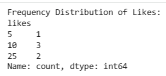 Frequency Distribution of Likes:
likes
5     1
10    3
25    2
Name: count, dtype: int64